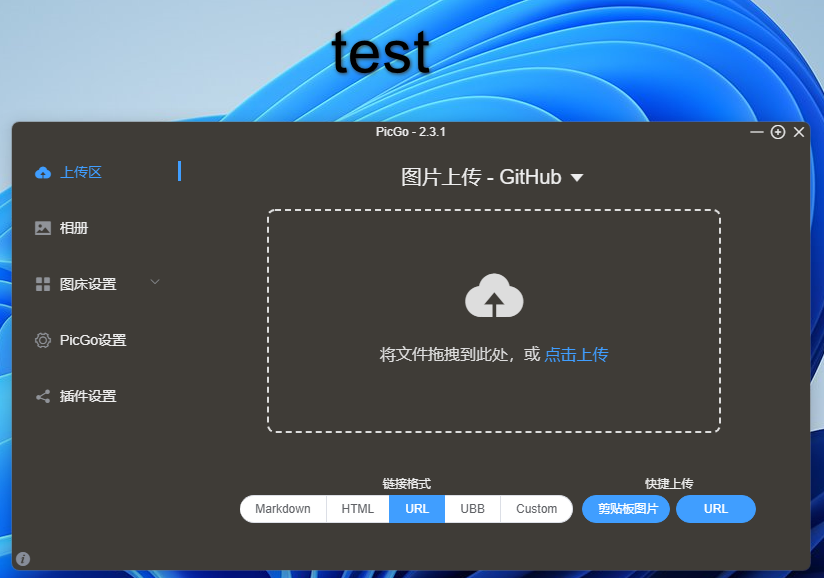 test
PicGo - 2.3.1
上传区
图片上传 - GitHub
相册
图床设置
PicGo设置
插件设置
将文件拖拽到此处，或 点击上传
链接格式
快捷上传
Markdown HTML URL UBB Custom 剪贴板图片 URL